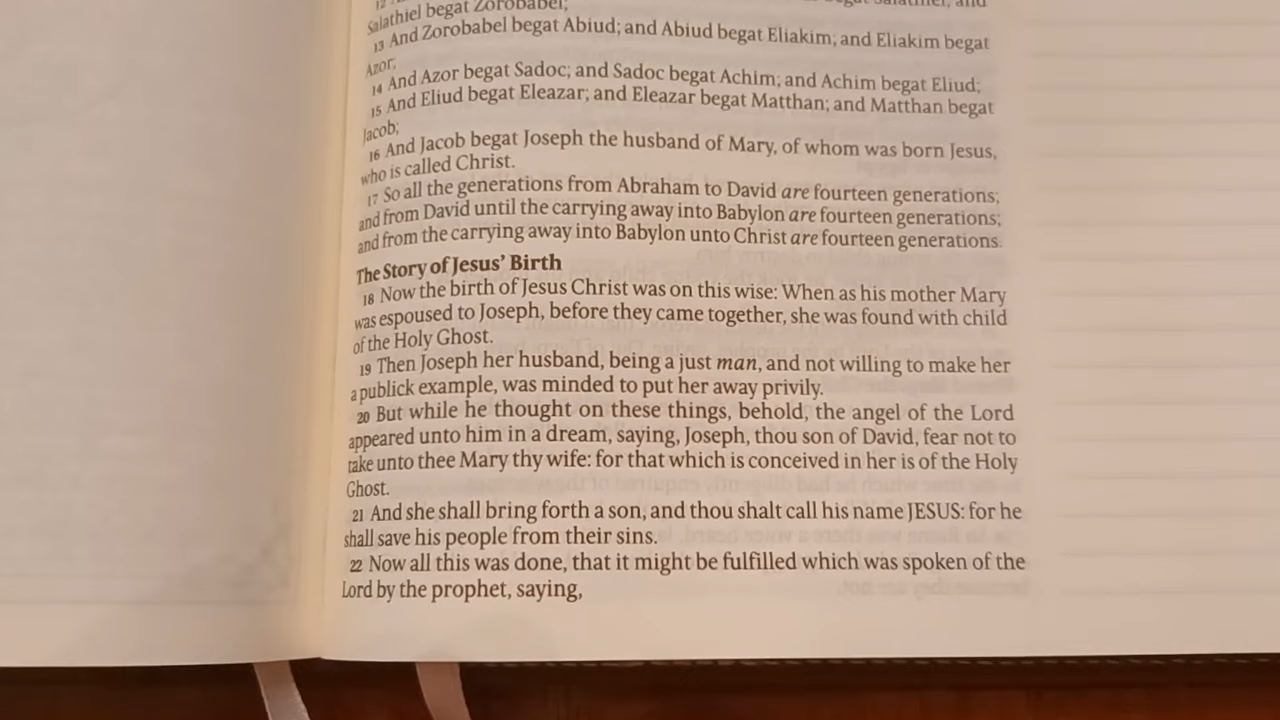 12
Salathiel begat Zorobabel;
13 And Zorobabel begat Abiud; and Abiud begat Eliakim; and Eliakim begat
Azor;
14 And Azor begat Sadoc; and Sadoc begat Achim; and Achim begat Eliud;
15 And Eliud begat Eleazar; and Eleazar begat Matthan; and Matthan begat
Jacob;
16 And Jacob begat Joseph the husband of Mary, of whom was born Jesus,
who is called Christ.
17 So all the generations from Abraham to David are fourteen generations;
and from David until the carrying away into Babylon are fourteen generations;
and from the carrying away into Babylon unto Christ are fourteen generations.
The Story of Jesus’ Birth
18 Now the birth of Jesus Christ was on this wise: When as his mother Mary
was espoused to Joseph, before they came together, she was found with child
of the Holy Ghost.
19 Then Joseph her husband, being a just man, and not willing to make her
a publick example, was minded to put her away privily.
20 But while he thought on these things, behold, the angel of the Lord
appeared unto him in a dream, saying, Joseph, thou son of David, fear not to
take unto thee Mary thy wife: for that which is conceived in her is of the Holy
Ghost.
21 And she shall bring forth a son, and thou shalt call his name JESUS: for he
shall save his people from their sins.
22 Now all this was done, that it might be fulfilled which was spoken of the
Lord by the prophet, saying,